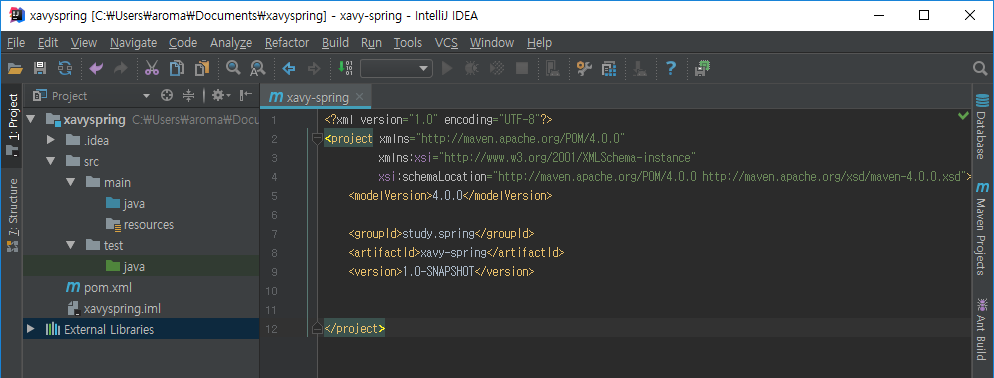 xavyspring [C:￦Users￦aroma￦Documents￦xavyspring] - xavy-spring - IntelliJ IDEA
File Edit View Navigate Code Analyze Refactor Build Run Tools VCS Window Help
Project
xavy-spring
1: Project
7: Structure
xavyspring C:￦Users￦aroma￦Docu
.idea
src
main
java
resources
test
java
pom.xml
xavyspring.iml
External Libraries
1 <?xml version="1.0" encoding="UTF-8"?>
2 <project xmlns="http://maven.apache.org/POM/4.0.0"
3 xmlns:xsi="http://www.w3.org/2001/XMLSchema-instance"
4 xsi:schemaLocation="http://maven.apache.org/POM/4.0.0 http://maven.apache.org/xsd/maven-4.0.0.xsd">
5 <modelVersion>4.0.0</modelVersion>
6
7 <groupId>study.spring</groupId>
8 <artifactId>xavy-spring</artifactId>
9 <version>1.0-SNAPSHOT</version>
10
11
12 </project>
Database
Maven Projects
Ant Build